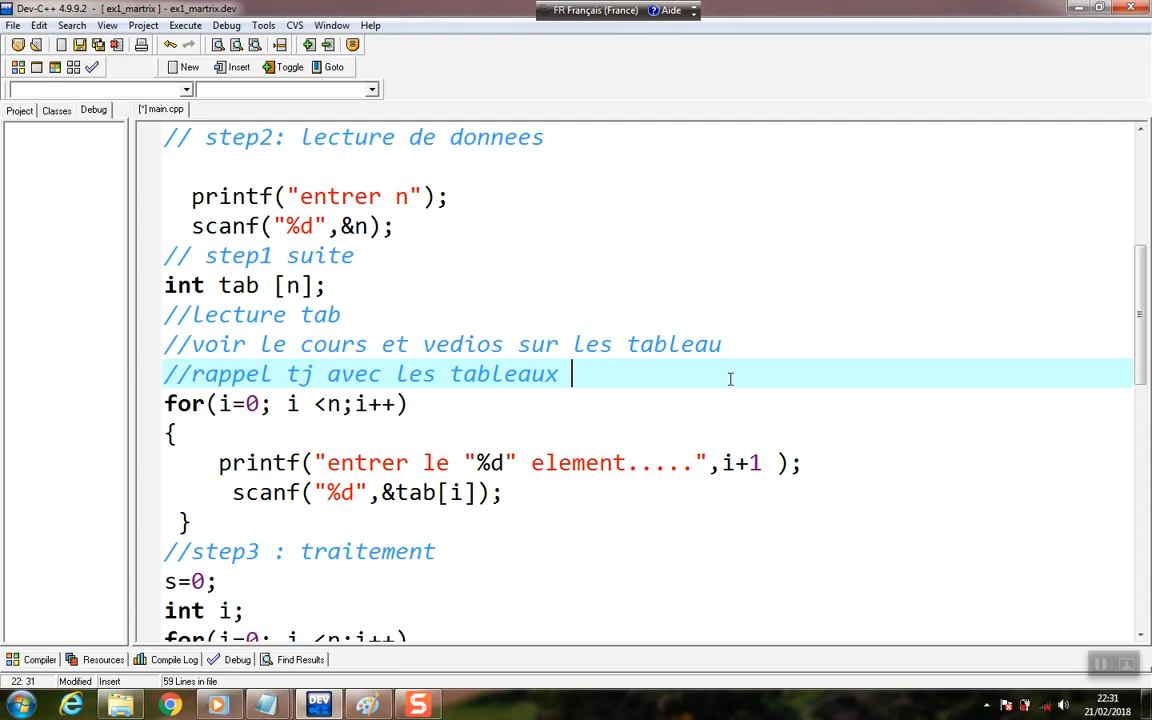 Dev-C++ 4.9.9.2 - [ ex1_martrix ] - ex1_martrix.dev
FR Français (France) Aide
File Edit Search View Project Execute Debug Tools CVS Window Help
New Insert Toggle Goto
Project Classes Debug
[*] main.cpp
// step2: lecture de donnees
printf("entrer n");
scanf("%d",&n);
// step1 suite
int tab [n];
//lecture tab
//voir le cours et vedios sur les tableau
//rappel tj avec les tableaux
for(i=0; i <n;i++)
{
printf("entrer le "%d" element.....",i+1 );
scanf("%d",&tab[i]);
}
//step3 : traitement
s=0;
int i;
for(i=0; i <n;i++)
Compiler Resources Compile Log Debug Find Results
22: 31 Modified Insert 59 Lines in file
22:31
21/02/2018